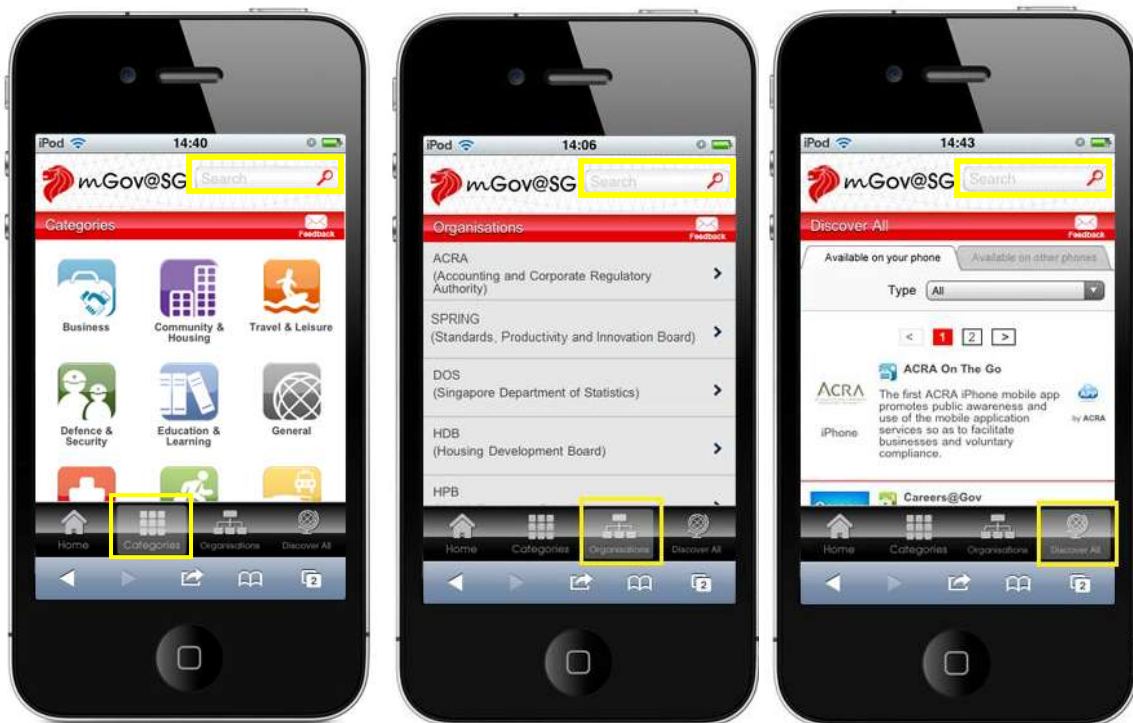 iPod 14:40
mGov@SG Search
Categories Feedback
Business Community & Housing Travel & Leisure
Defence & Security Education & Learning General
Home Categories Organisations Discover All
2
iPod 14:06
mGov@SG Search
Organisations Feedback
ACRA
(Accounting and Corporate Regulatory
Authority)
SPRING
(Standards, Productivity and Innovation Board)
DOS
(Singapore Department of Statistics)
HDB
(Housing Development Board)
HPB
Home Categories Organisations Discover All
2
iPod 14:43
mGov@SG Search
Discover All Feedback
Available on your phone Available on other phones
Type All
< 1 2 >
ACRA On The Go
ACRA
The first ACRA iPhone mobile app
promotes public awareness and
use of the mobile application
services so as to facilitate
businesses and voluntary
compliance.
iPhone
APP
by ACRA
Careers@Gov
Home Categories Organisations Discover All
2